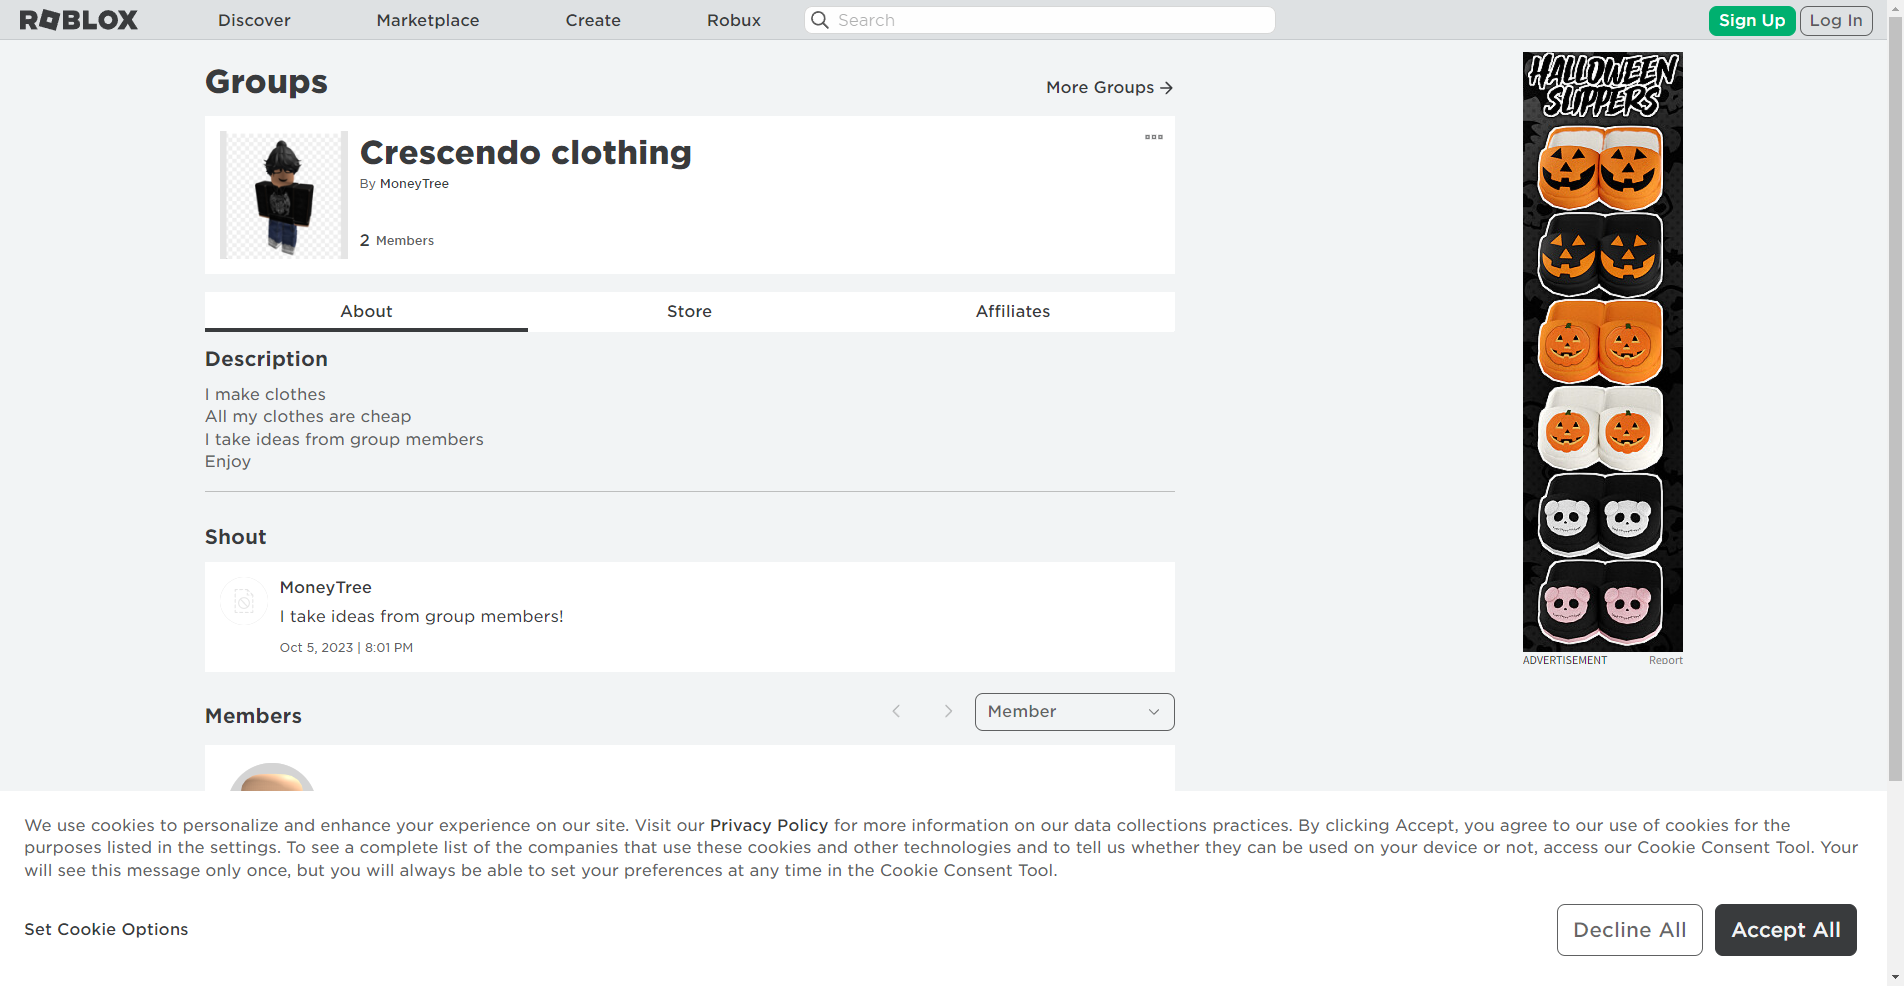 ROBLOX
Discover
Marketplace
Create
Robux
Search
Sign Up
Log In
Groups
More Groups →
Crescendo clothing
By MoneyTree
2 Members
About
Store
Affiliates
Description
I make clothes
All my clothes are cheap
I take ideas from group members
Enjoy
Shout
MoneyTree
I take ideas from group members!
Oct 5, 2023 | 8:01 PM
Members
Member
HALLOWEEN
SLIPPERS
ADVERTISEMENT
Report
We use cookies to personalize and enhance your experience on our site. Visit our Privacy Policy for more information on our data collections practices. By clicking Accept, you agree to our use of cookies for the
purposes listed in the settings. To see a complete list of the companies that use these cookies and other technologies and to tell us whether they can be used on your device or not, access our Cookie Consent Tool. Your
will see this message only once, but you will always be able to set your preferences at any time in the Cookie Consent Tool.
Set Cookie Options
Decline All
Accept All